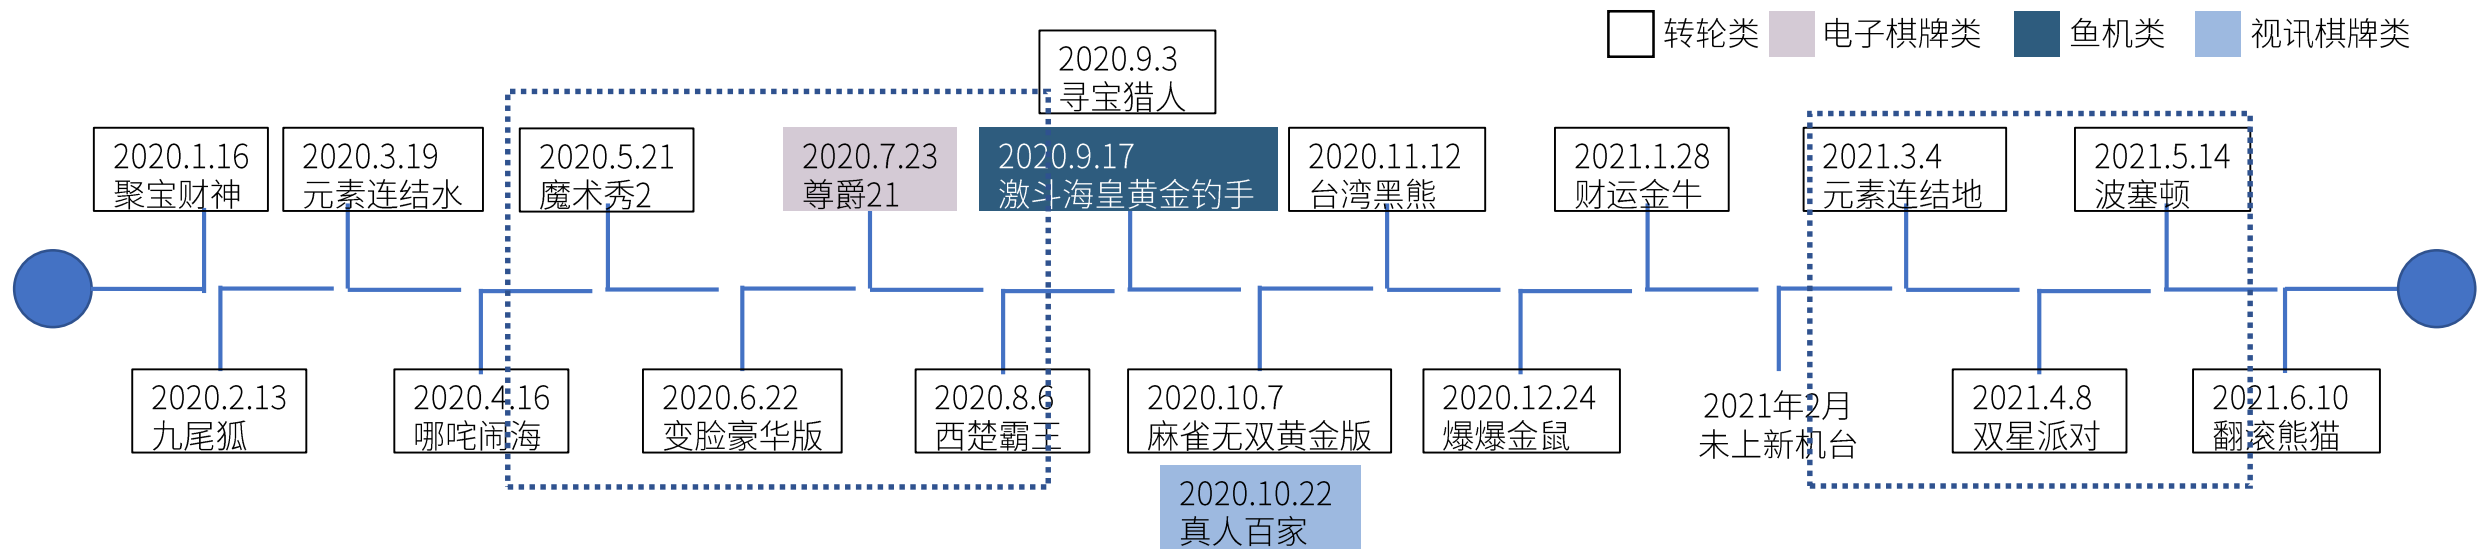 转轮类
电子棋牌类
鱼机类
视讯棋牌类
2020.9.3
寻宝猎人
2020.1.16
聚宝财神
2020.3.19
元素连结水
2020.5.21
魔术秀2
2020.7.23
尊爵21
2020.9.17
激斗海皇黄金钓手
2020.11.12
台湾黑熊
2021.1.28
财运金牛
2021.3.4
元素连结地
2021.5.14
波塞顿
2020.2.13
九尾狐
2020.4.16
哪咤闹海
2020.6.22
变脸豪华版
2020.8.6
西楚霸王
2020.10.7
麻雀无双黄金版
2020.12.24
爆爆金鼠
2021年2月
未上新机台
2021.4.8
双星派对
2021.6.10
翻滚熊猫
2020.10.22
真人百家